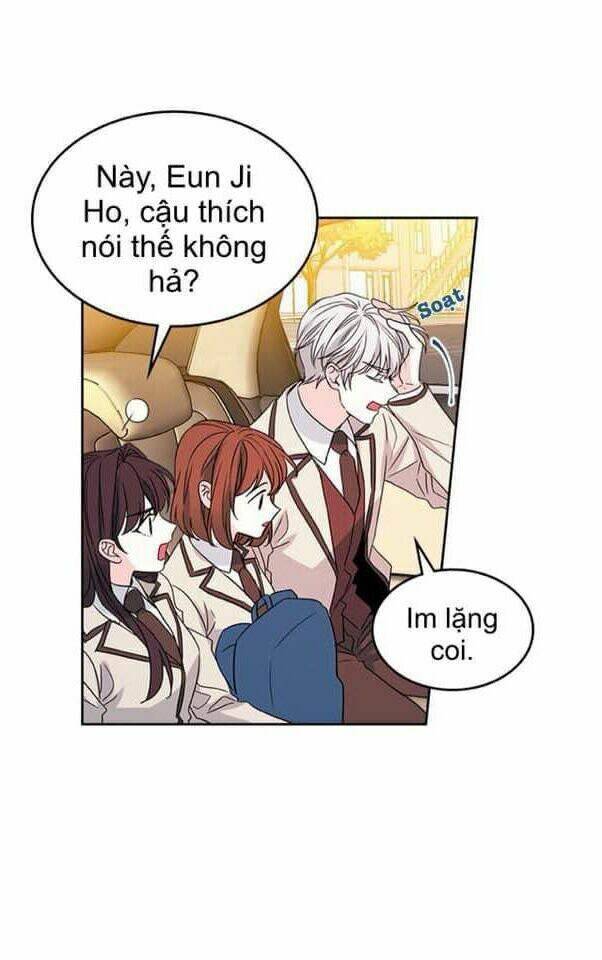 Này, Eun Ji
Ho, cậu thích
nói thế không
hả?
Soạt
Im lặng
coi.